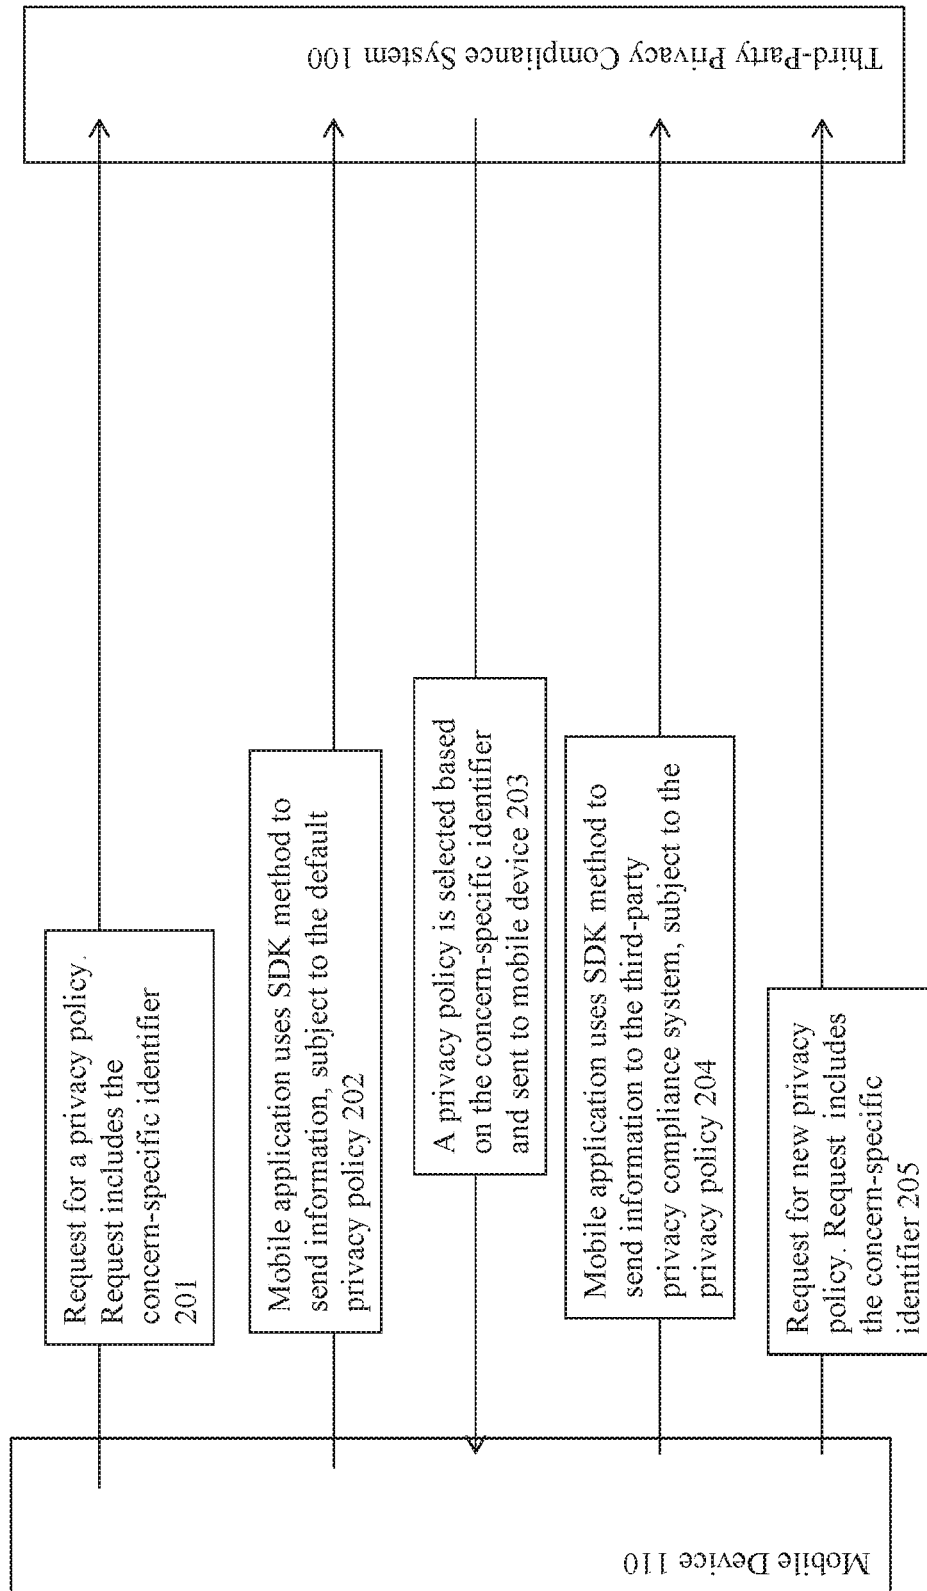 Mobile Device 110
Third-Party Privacy Compliance System 100
Request for a privacy policy.
Request includes the
concern-specific identifier
201
Mobile application uses SDK method to
send information, subject to the default
privacy policy 202
A privacy policy is selected based
on the concern-specific identifier
and sent to mobile device 203
Mobile application uses SDK method to
send information to the third-party
privacy compliance system, subject to the
privacy policy 204
Request for new privacy
policy. Request includes
the concern-specific
identifier 205